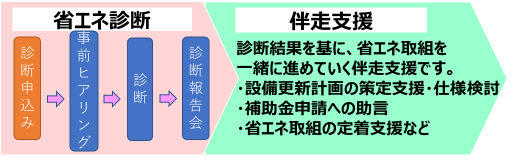 省エネ診断
診断申込み
事前ヒアリング
診断
診断報告会
伴走支援
診断結果を基に、省エネ取組を
一緒に進めていく伴走支援です。
・設備更新計画の策定支援・仕様検討
・補助金申請への助言
・省エネ取組の定着支援など